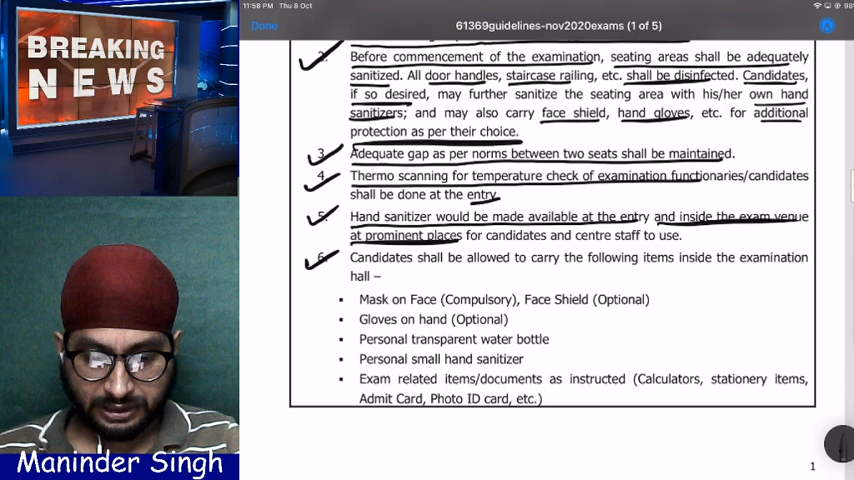 11:58 PM Thu 8 Oct
98%
Done
61369guidelines-nov2020exams (1 of 5)
BREAKING
NEWS
2. Before commencement of the examination, seating areas shall be adequately
sanitized. All door handles, staircase railing, etc. shall be disinfected. Candidates,
if so desired, may further sanitize the seating area with his/her own hand
sanitizers; and may also carry face shield, hand gloves, etc. for additional
protection as per their choice.
3. Adequate gap as per norms between two seats shall be maintained.
4. Thermo scanning for temperature check of examination functionaries/candidates
shall be done at the entry.
5. Hand sanitizer would be made available at the entry and inside the exam venue
at prominent places for candidates and centre staff to use.
6. Candidates shall be allowed to carry the following items inside the examination
hall –
▪ Mask on Face (Compulsory), Face Shield (Optional)
▪ Gloves on hand (Optional)
▪ Personal transparent water bottle
▪ Personal small hand sanitizer
▪ Exam related items/documents as instructed (Calculators, stationery items,
Admit Card, Photo ID card, etc.)
1
Maninder Singh